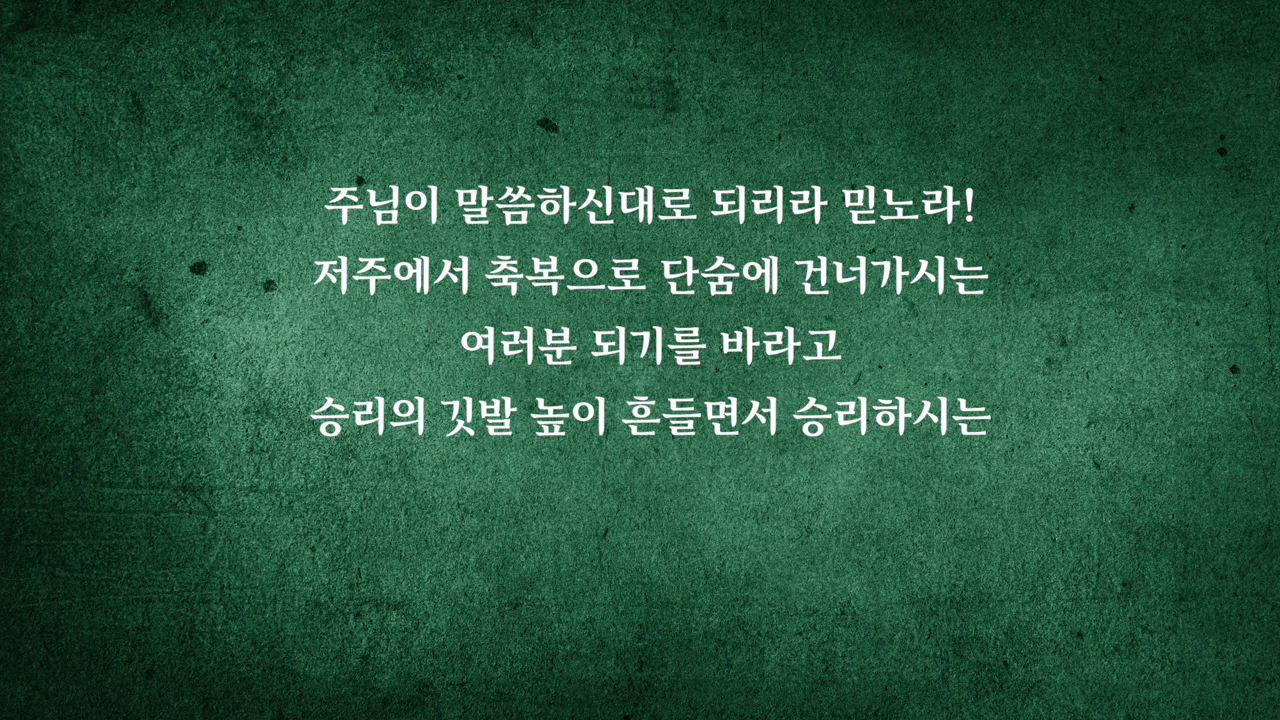 주님이 말씀하신대로 되리라 믿노라!
저주에서 축복으로 단숨에 건너가시는
여러분 되기를 바라고
승리의 깃발 높이 흔들면서 승리하시는